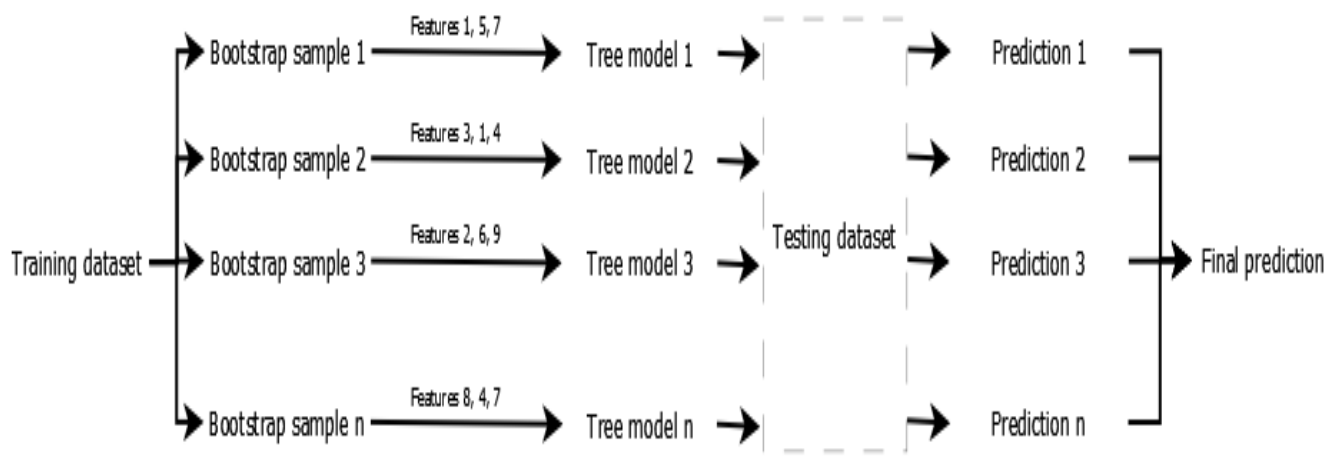 Features 1, 5, 7
Bootstrap sample 1
Tree model 1
Prediction 1
Features 3, 1, 4
Bootstrap sample 2
Tree model 2
Prediction 2
Features 2, 6, 9
Training dataset
Bootstrap sample 3
Tree model 3
Testing dataset
Prediction 3
Final prediction
Features 8, 4, 7
Bootstrap sample n
Tree model n
Prediction n